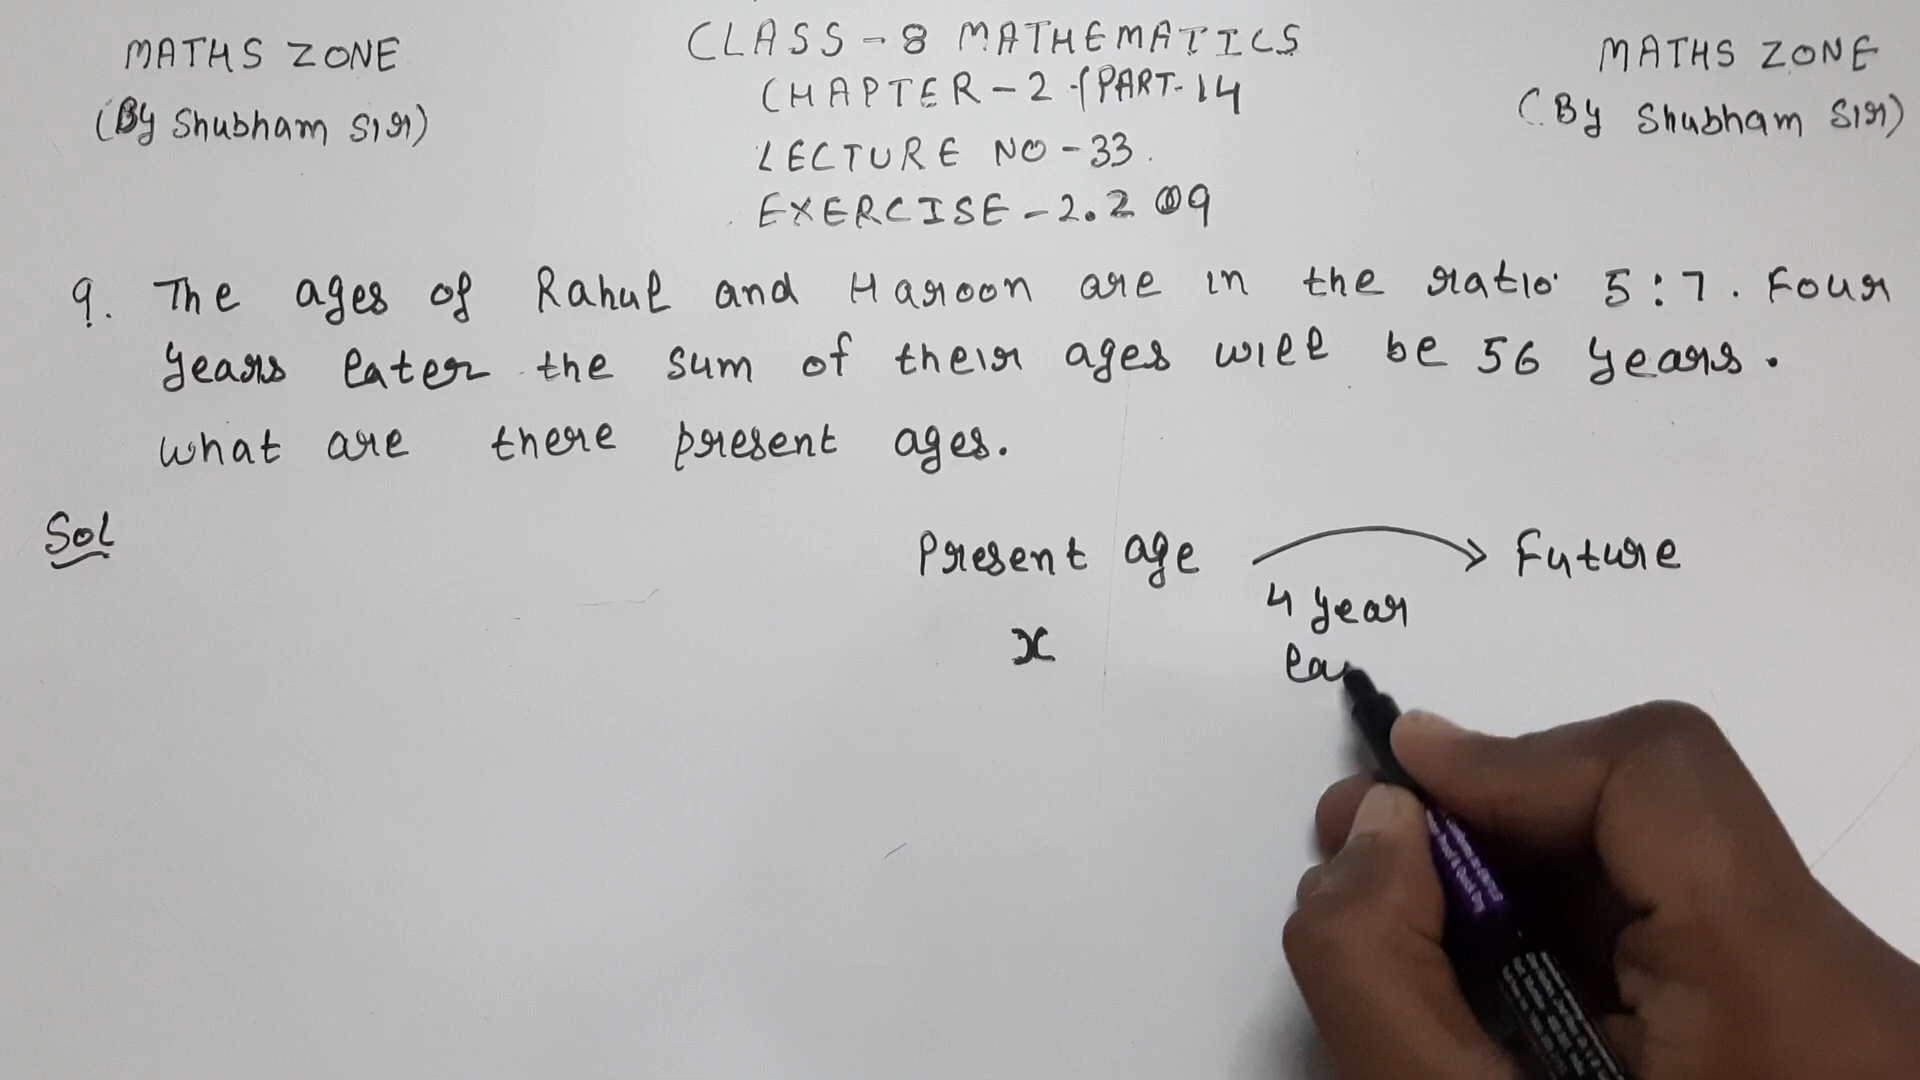 MATHS ZONE
(By Shubham Sir)
CLASS-8 MATHEMATICS
CHAPTER-2-(PART-14
LECTURE NO-33.
EXERCISE-2.2 Q9
MATHS ZONE
(By Shubham Sir)
9. The ages of Rahul and Haroon are in the ratio 5:7. Four
years later the sum of their ages will be 56 years.
what are there present ages.
Sol
Present age
4 year
Future
x